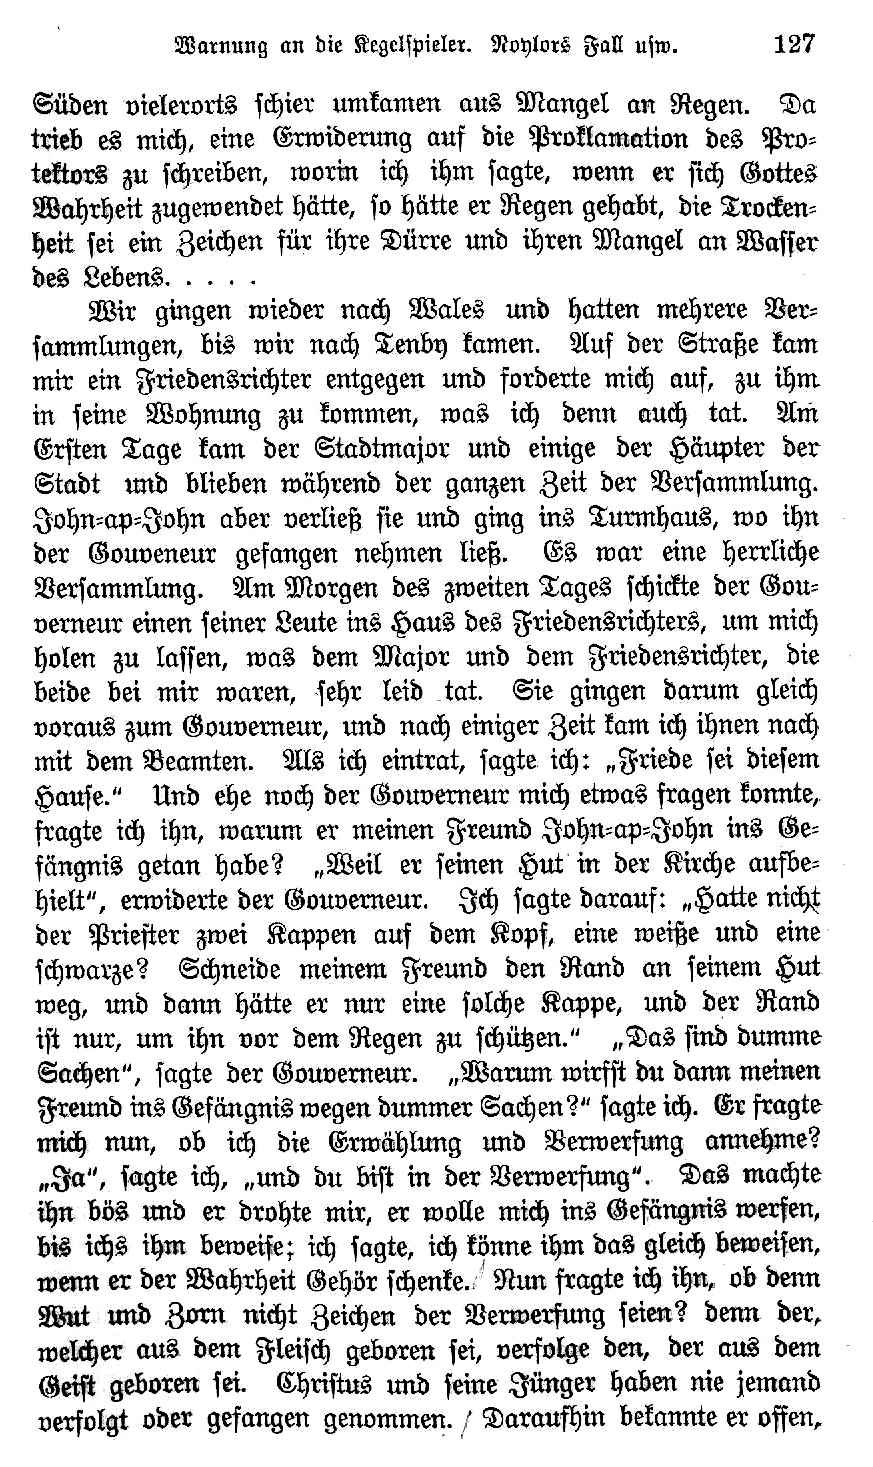 Warnung an die Kegelspieler. Noylors Fall usw. 127
Süden vielerorts schier umkamen aus Mangel an Regen. Da
trieb es mich, eine Erwiderung auf die Proklamation des Pro-
tektors zu schreiben, worin ich ihm sagte, wenn er sich Gottes
Wahrheit zugewendet hätte, so hätte er Regen gehabt, die Trocken-
heit sei ein Zeichen für ihre Dürre und ihren Mangel an Wasser
des Lebens. . . . .
Wir gingen wieder nach Wales und hatten mehrere Ver-
sammlungen, bis wir nach Tenby kamen. Auf der Straße kam
mir ein Friedensrichter entgegen und forderte mich auf, zu ihm
in seine Wohnung zu kommen, was ich denn auch tat. Am
Ersten Tage kam der Stadtmajor und einige der Häupter der
Stadt und blieben während der ganzen Zeit der Versammlung.
John-ap-John aber verließ sie und ging ins Turmhaus, wo ihn
der Gouveneur gefangen nehmen ließ. Es war eine herrliche
Versammlung. Am Morgen des zweiten Tages schickte der Gou-
verneur einen seiner Leute ins Haus des Friedensrichters, um mich
holen zu lassen, was dem Major und dem Friedensrichter, die
beide bei mir waren, sehr leid tat. Sie gingen darum gleich
voraus zum Gouverneur, und nach einiger Zeit kam ich ihnen nach
mit dem Beamten. Als ich eintrat, sagte ich: „Friede sei diesem
Hause.“ Und ehe noch der Gouverneur mich etwas fragen konnte,
fragte ich ihn, warum er meinen Freund John-ap-John ins Ge-
fängnis getan habe? „Weil er seinen Hut in der Kirche aufbe-
hielt“, erwiderte der Gouverneur. Ich sagte darauf: „Hatte nicht
der Priester zwei Kappen auf dem Kopf, eine weiße und eine
schwarze? Schneide meinem Freund den Rand an seinem Hut
weg, und dann hätte er nur eine solche Kappe, und der Rand
ist nur, um ihn vor dem Regen zu schützen.“ „Das sind dumme
Sachen“, sagte der Gouverneur. „Warum wirfst du dann meinen
Freund ins Gefängnis wegen dummer Sachen?“ sagte ich. Er fragte
mich nun, ob ich die Erwählung und Verwerfung annehme?
„Ja“, sagte ich, „und du bist in der Verwerfung“. Das machte
ihn bös und er drohte mir, er wolle mich ins Gefängnis werfen,
bis ichs ihm beweise; ich sagte, ich könne ihm das gleich beweisen,
wenn er der Wahrheit Gehör schenke. Nun fragte ich ihn, ob denn
Wut und Zorn nicht Zeichen der Verwerfung seien? denn der,
welcher aus dem Fleisch geboren sei, verfolge den, der aus dem
Geist geboren sei. Christus und seine Jünger haben nie jemand
verfolgt oder gefangen genommen. Daraufhin bekannte er offen,